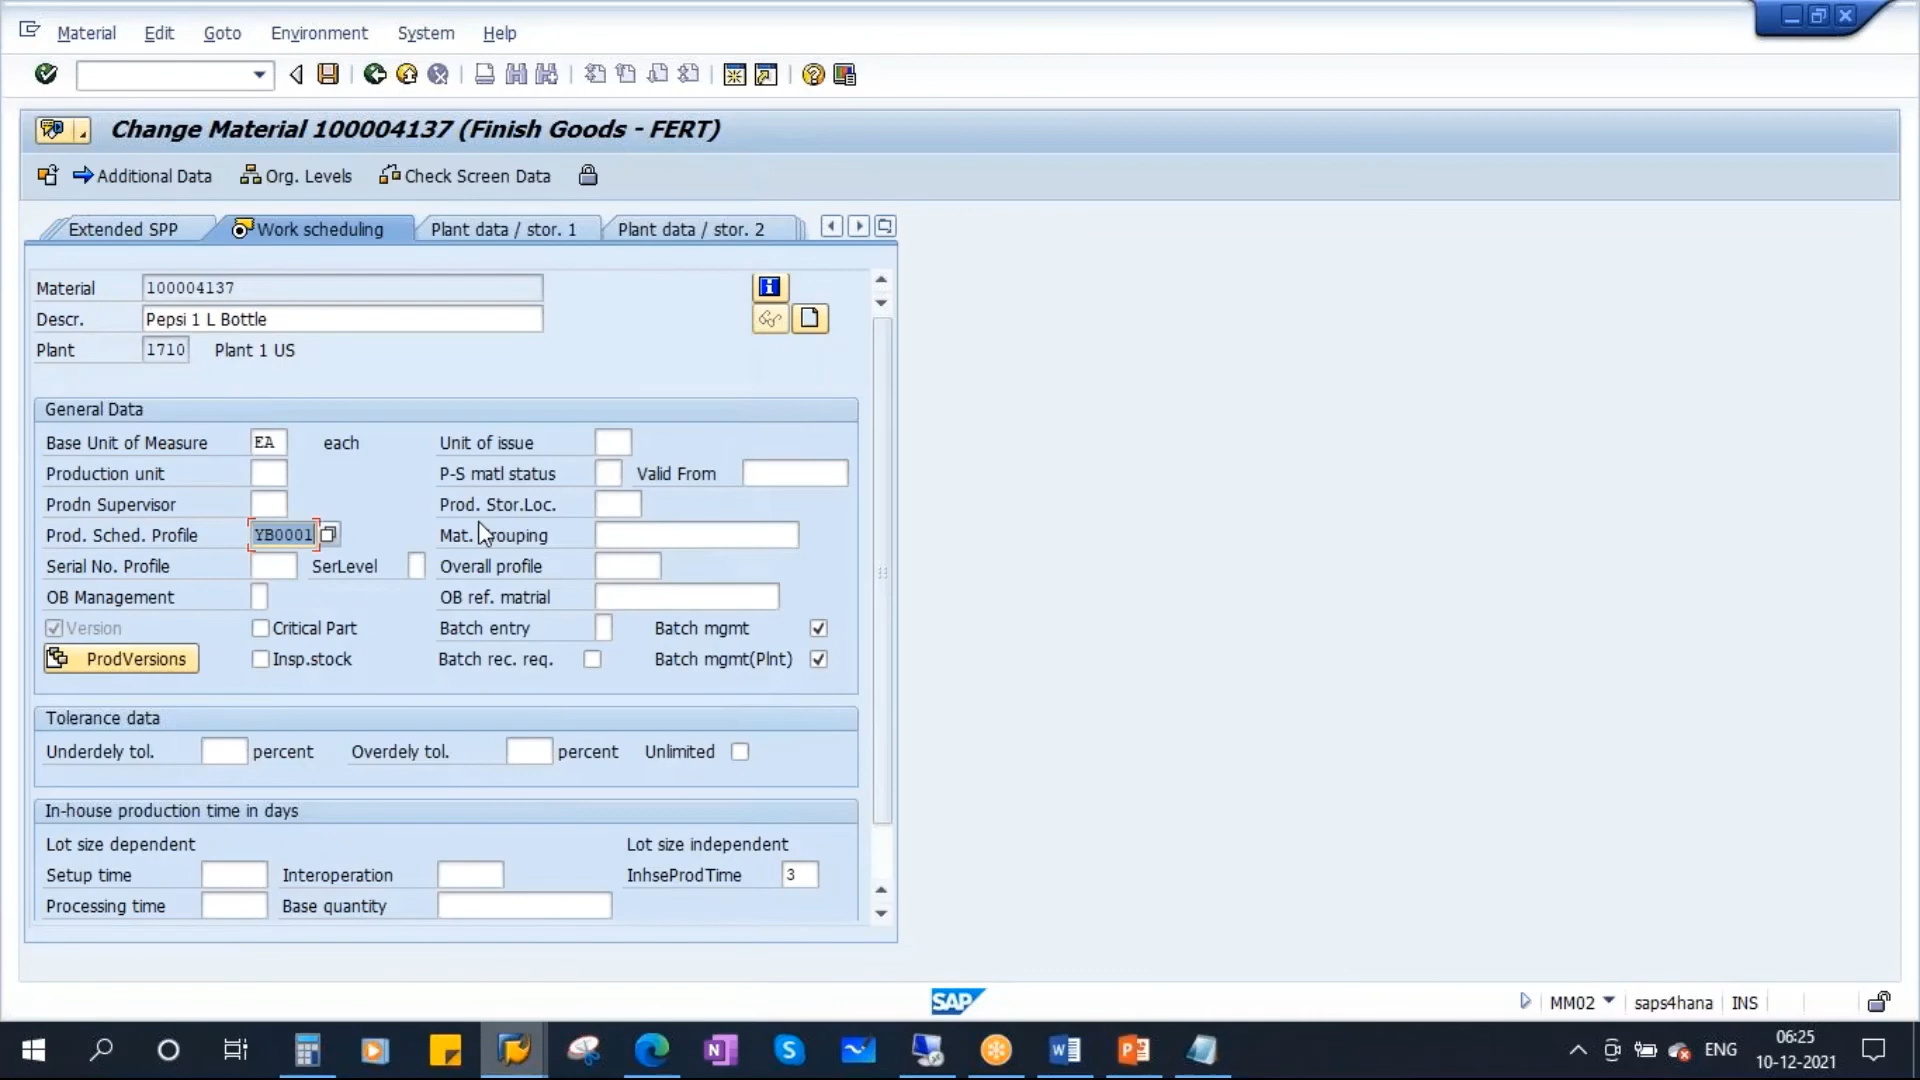 Material Edit Goto Environment System Help
Change Material 100004137 (Finish Goods - FERT)
Additional Data Org. Levels Check Screen Data
Extended SPP Work scheduling Plant data / stor. 1 Plant data / stor. 2
Material 100004137
Descr. Pepsi 1 L Bottle
Plant 1710 Plant 1 US
General Data
Base Unit of Measure EA each Unit of issue
Production unit P-S matl status Valid From
Prodn Supervisor Prod. Stor.Loc.
Prod. Sched. Profile YB0001 Mat. rouping
Serial No. Profile SerLevel Overall profile
OB Management OB ref. matrial
Version Critical Part Batch entry Batch mgmt
ProdVersions Insp.stock Batch rec. req. Batch mgmt(Plnt)
Tolerance data
Underdely tol. percent Overdely tol. percent Unlimited
In-house production time in days
Lot size dependent Lot size independent
Setup time Interoperation InhseProdTime 3
Processing time Base quantity
SAP MM02 saps4hana INS
ENG 06:25
10-12-2021